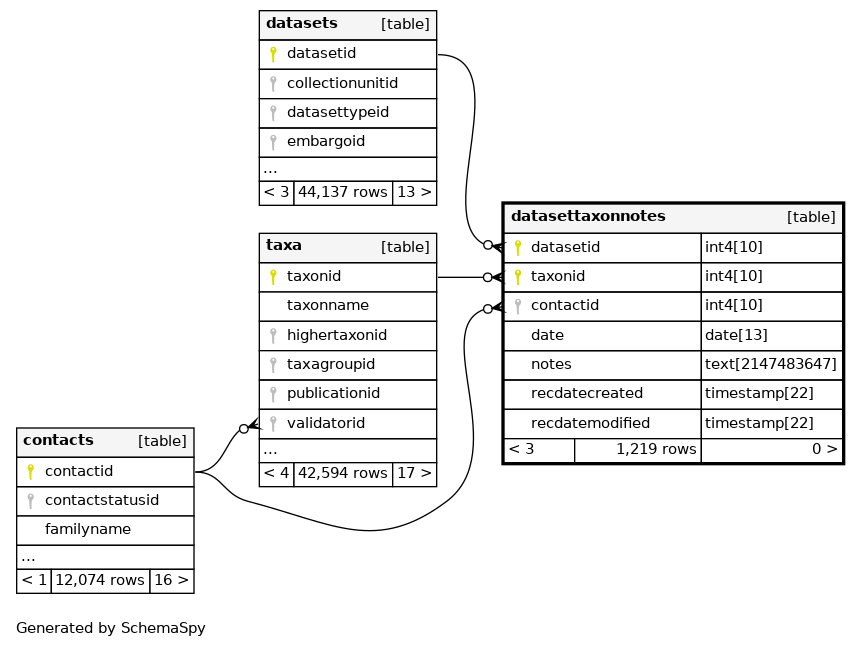 datasets [table]
datasetid
collectionunitid
datasettypeid
embargoid
...
< 3 44,137 rows 13 >
taxa [table]
taxonid
taxonname
highertaxonid
taxagroupid
publicationid
validatorid
...
< 4 42,594 rows 17 >
datasettaxonnotes [table]
datasetid int4[10]
taxonid int4[10]
contactid int4[10]
date date[13]
notes text[2147483647]
recdatecreated timestamp[22]
recdatemodified timestamp[22]
< 3 1,219 rows 0 >
contacts [table]
contactid
contactstatusid
familyname
...
< 1 12,074 rows 16 >
Generated by SchemaSpy